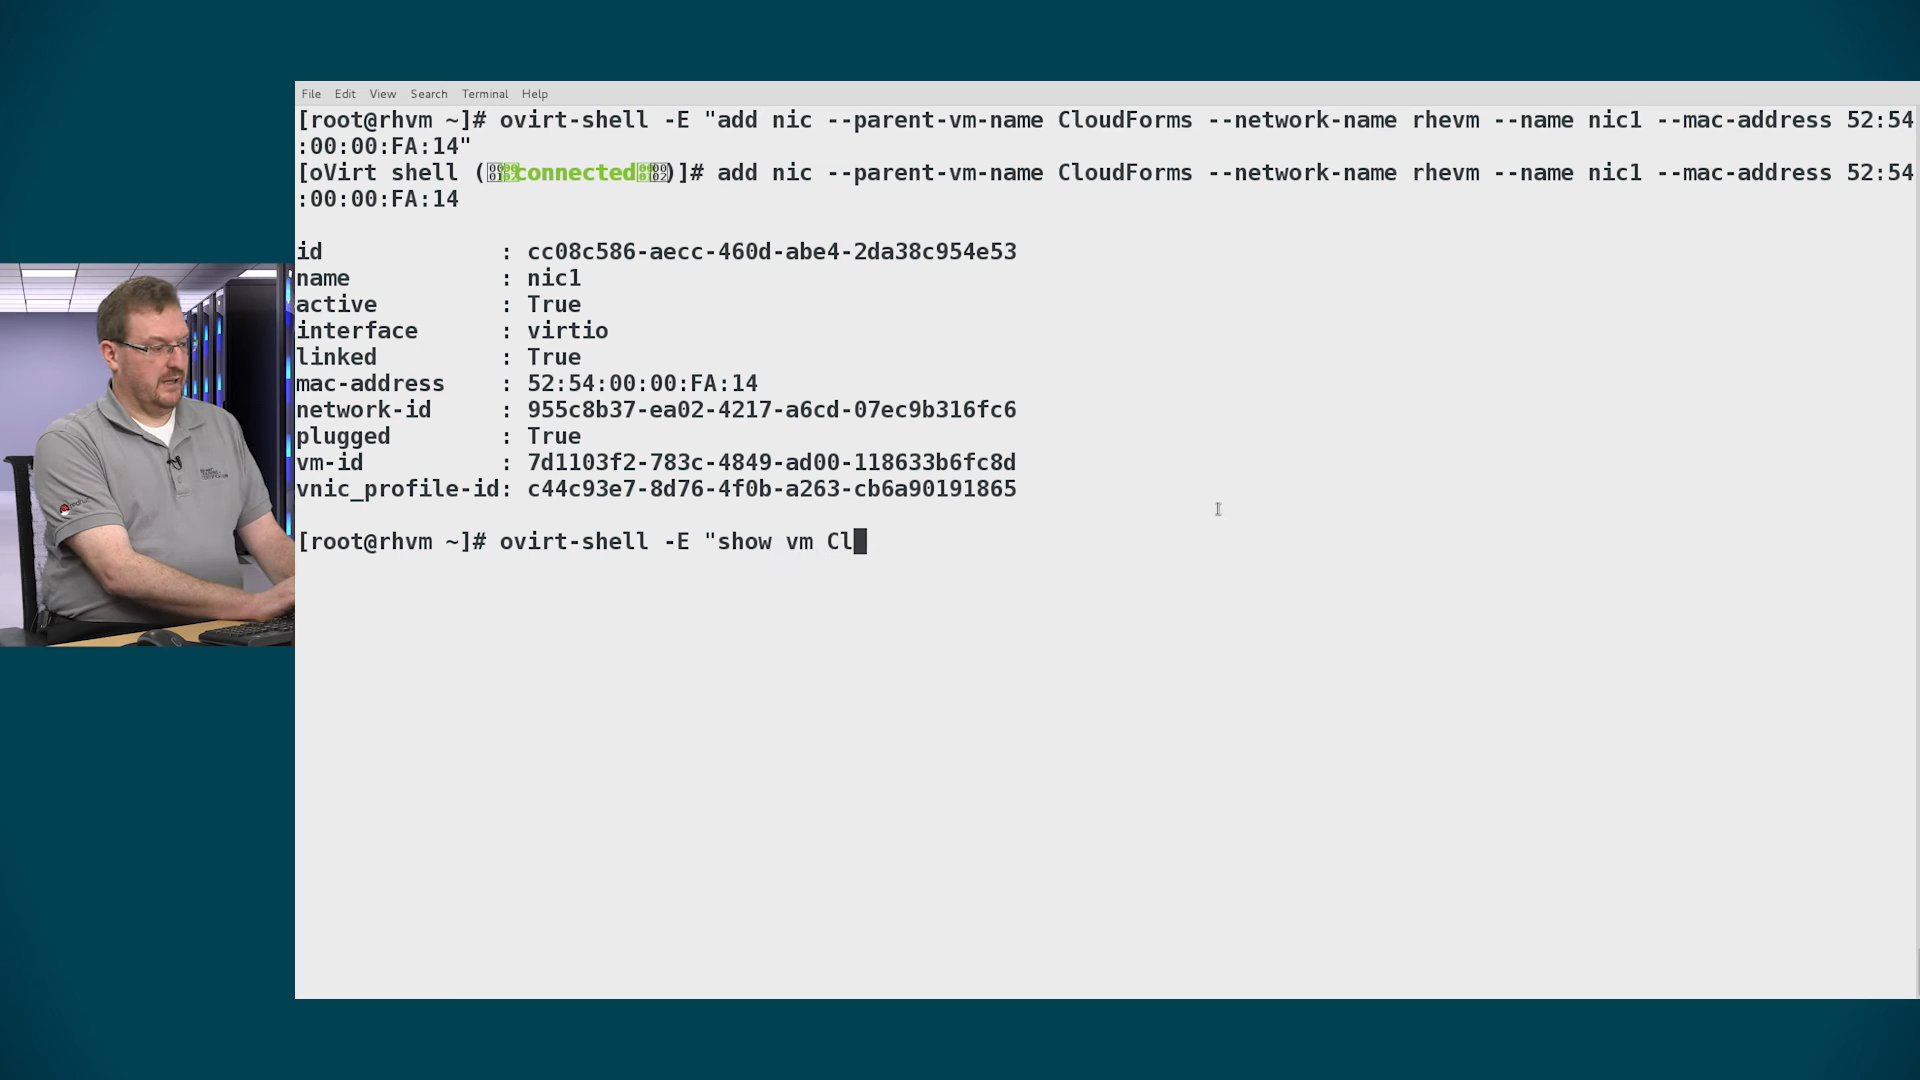 File Edit View Search Terminal Help
[root@rhvm ~]# ovirt-shell -E "add nic --parent-vm-name CloudForms --network-name rhevm --name nic1 --mac-address 52:54
:00:00:FA:14"
[oVirt shell (connected)]# add nic --parent-vm-name CloudForms --network-name rhevm --name nic1 --mac-address 52:54
:00:00:FA:14
id : cc08c586-aecc-460d-abe4-2da38c954e53
name : nic1
active : True
interface : virtio
linked : True
mac-address : 52:54:00:00:FA:14
network-id : 955c8b37-ea02-4217-a6cd-07ec9b316fc6
plugged : True
vm-id : 7d1103f2-783c-4849-ad00-118633b6fc8d
vnic_profile-id: c44c93e7-8d76-4f0b-a263-cb6a90191865
[root@rhvm ~]# ovirt-shell -E "show vm Cl